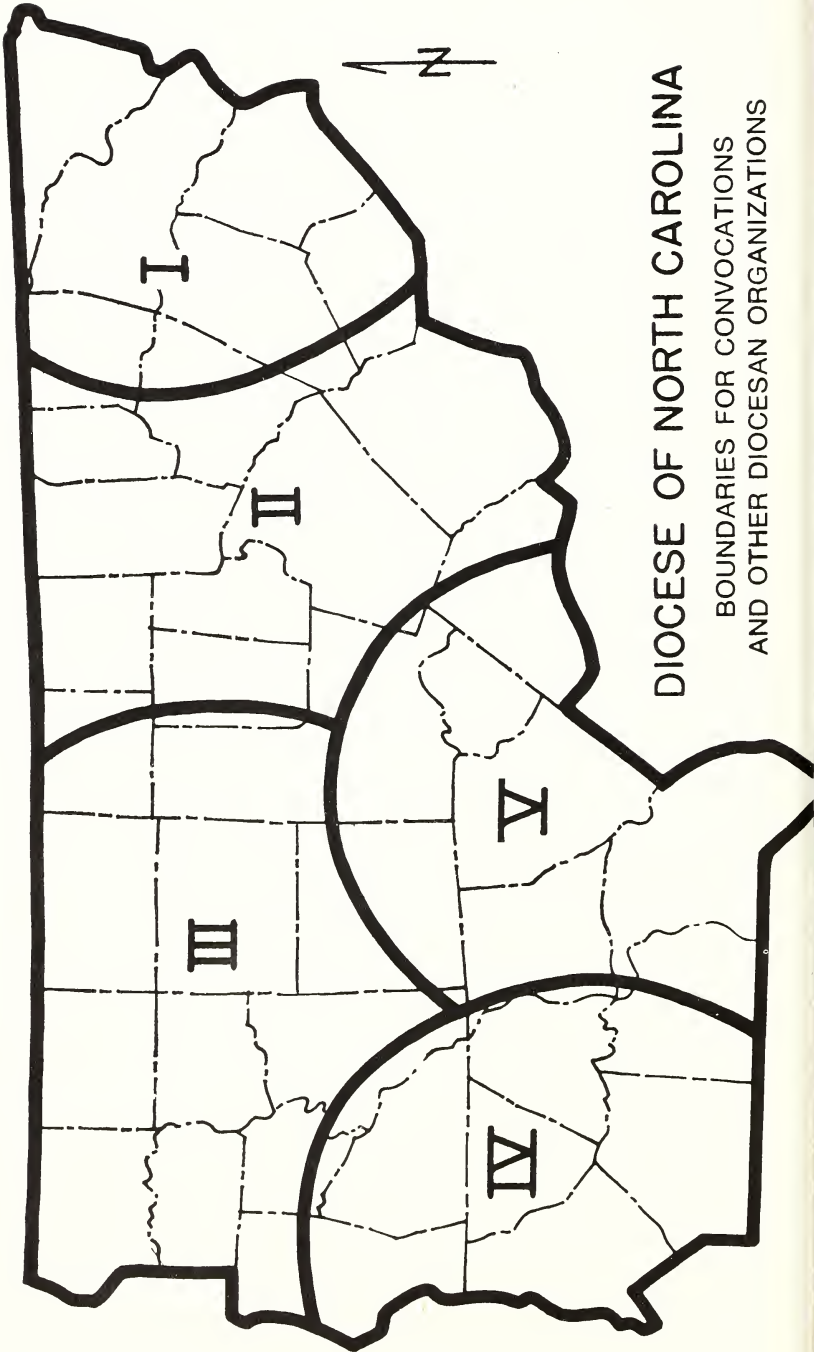 DIOCESE OF NORTH CAROLINA
BOUNDARIES FOR CONVOCATIONS
AND OTHER DIOCESAN ORGANIZATIONS
N
I
II
III
IV
V